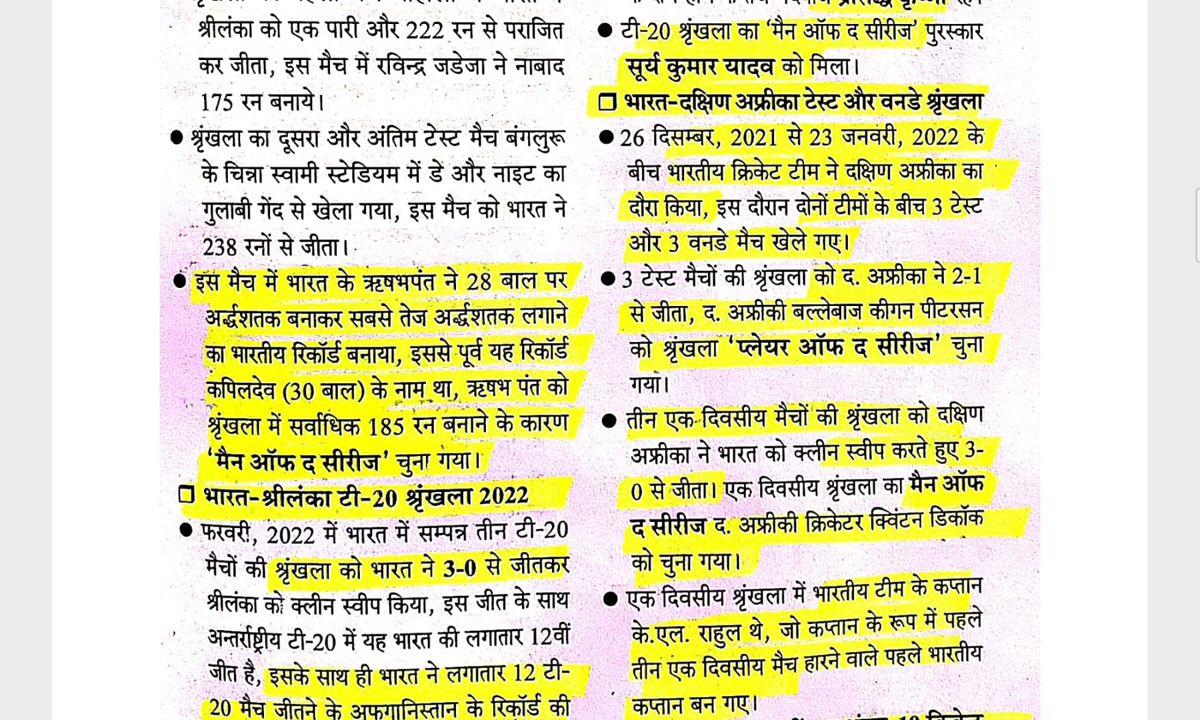 श्रीलंका को एक पारी और 222 रन से पराजित
कर जीता, इस मैच में रविन्द्र जडेजा ने नाबाद
175 रन बनाये।
● श्रृंखला का दूसरा और अंतिम टेस्ट मैच बंगलुरू
के चिन्ना स्वामी स्टेडियम में डे और नाइट का
गुलाबी गेंद से खेला गया, इस मैच को भारत ने
238 रनों से जीता।
● इस मैच में भारत के ऋषभपंत ने 28 बाल पर
अर्द्धशतक बनाकर सबसे तेज अर्द्धशतक लगाने
का भारतीय रिकॉर्ड बनाया, इससे पूर्व यह रिकॉर्ड
कपिलदेव (30 बाल) के नाम था, ऋषभ पंत को
श्रृंखला में सर्वाधिक 185 रन बनाने के कारण
‘मैन ऑफ द सीरीज’ चुना गया।
❑ भारत-श्रीलंका टी-20 श्रृंखला 2022
● फरवरी, 2022 में भारत में सम्पन्न तीन टी-20
मैचों की श्रृंखला को भारत ने 3-0 से जीतकर
श्रीलंका को क्लीन स्वीप किया, इस जीत के साथ
अन्तर्राष्ट्रीय टी-20 में यह भारत की लगातार 12वीं
जीत है, इसके साथ ही भारत ने लगातार 12 टी-
20 मैच जीतने के अफगानिस्तान के रिकॉर्ड की
● टी-20 श्रृंखला का ‘मैन ऑफ द सीरीज’ पुरस्कार
सूर्य कुमार यादव को मिला।
❑ भारत-दक्षिण अफ्रीका टेस्ट और वनडे श्रृंखला
● 26 दिसम्बर, 2021 से 23 जनवरी, 2022 के
बीच भारतीय क्रिकेट टीम ने दक्षिण अफ्रीका का
दौरा किया, इस दौरान दोनों टीमों के बीच 3 टेस्ट
और 3 वनडे मैच खेले गए।
● 3 टेस्ट मैचों की श्रृंखला को द. अफ्रीका ने 2-1
से जीता, द. अफ्रीकी बल्लेबाज कीगन पीटरसन
को श्रृंखला ‘प्लेयर ऑफ द सीरीज’ चुना
गया।
● तीन एक दिवसीय मैचों की श्रृंखला को दक्षिण
अफ्रीका ने भारत को क्लीन स्वीप करते हुए 3-
0 से जीता। एक दिवसीय श्रृंखला का मैन ऑफ
द सीरीज द. अफ्रीकी क्रिकेटर क्विंटन डिकॉक
को चुना गया।
● एक दिवसीय श्रृंखला में भारतीय टीम के कप्तान
के.एल. राहुल थे, जो कप्तान के रूप में पहले
तीन एक दिवसीय मैच हारने वाले पहले भारतीय
कप्तान बन गए।